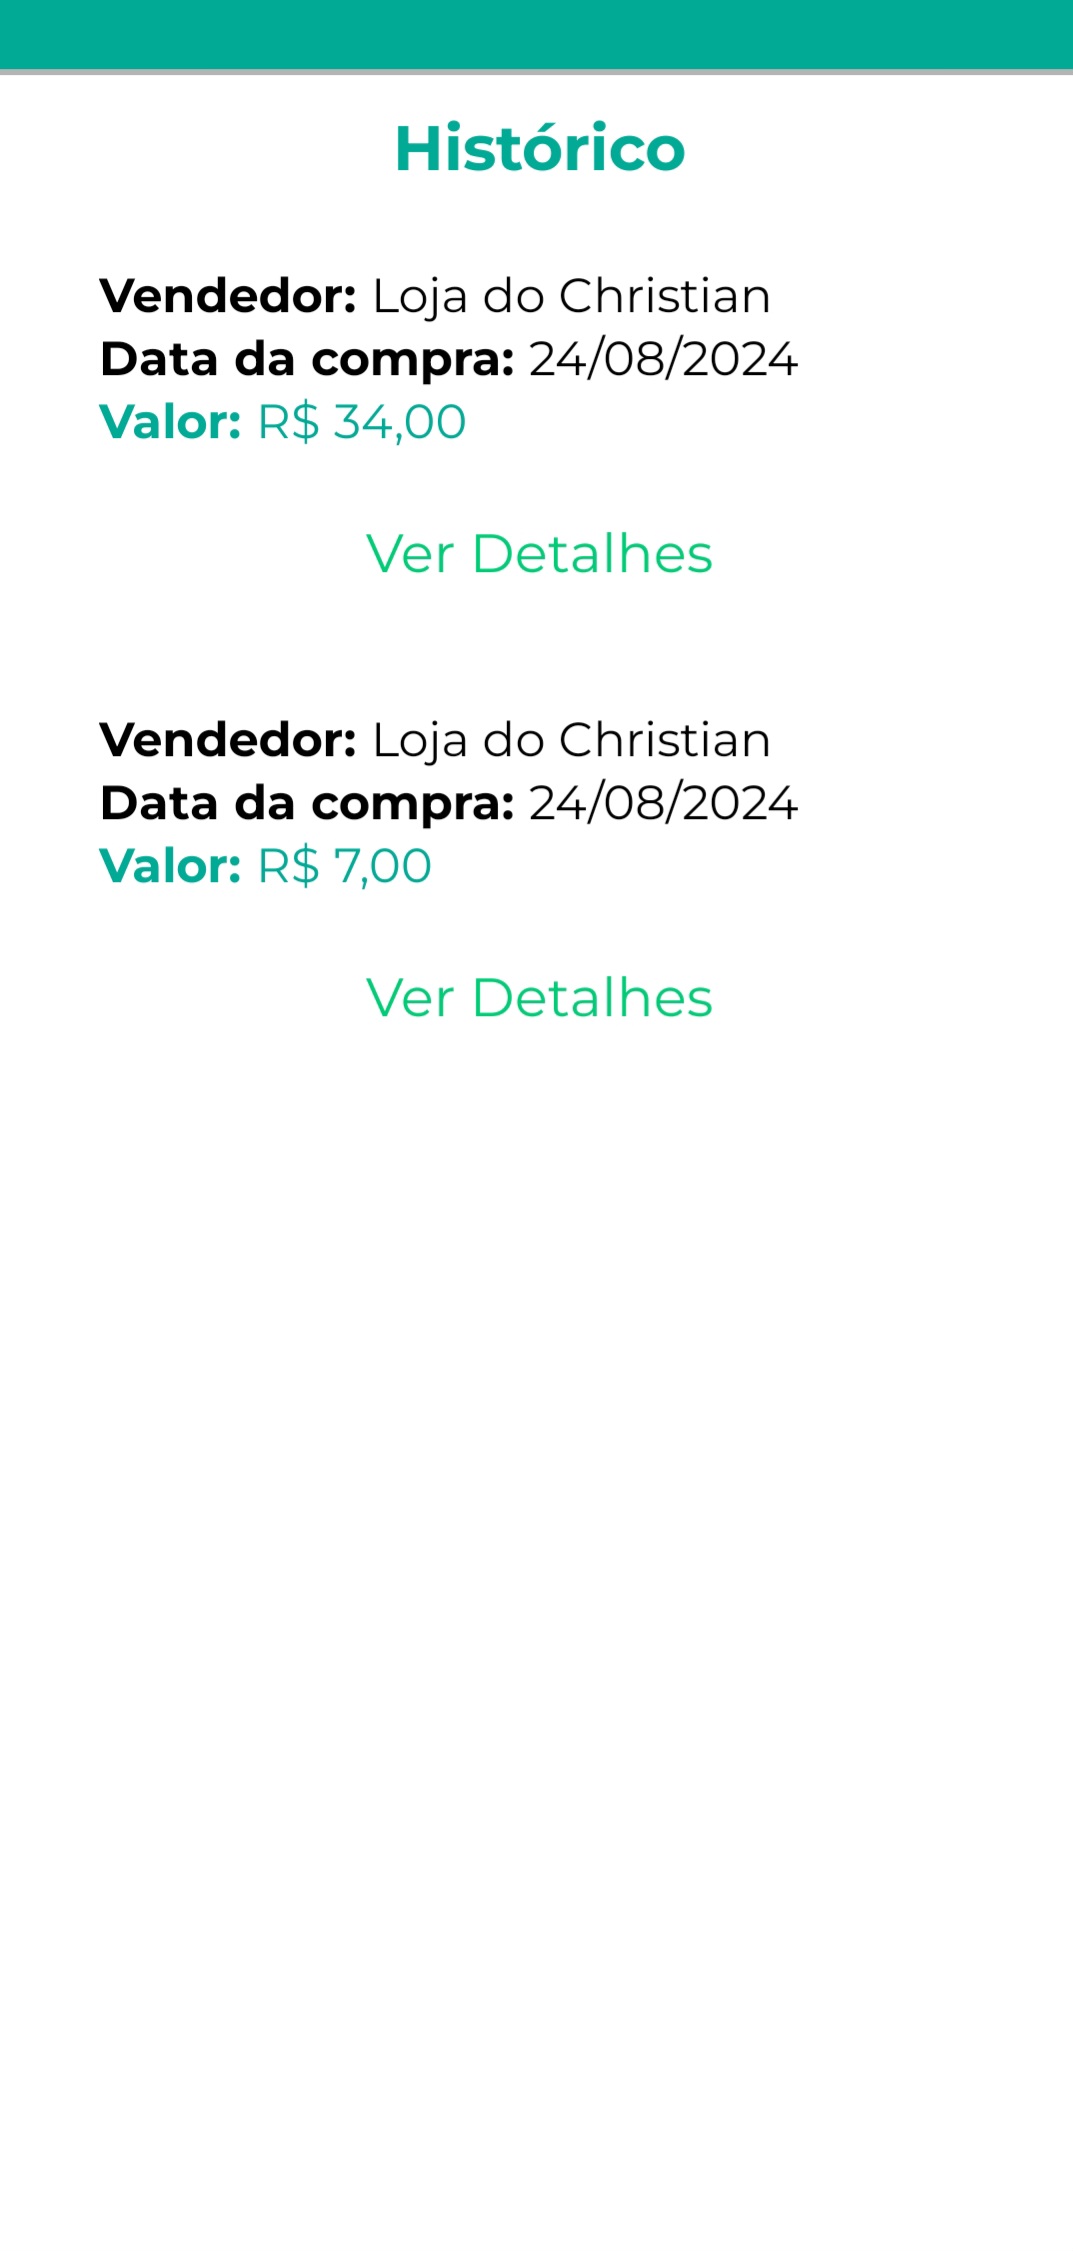 Histórico
Vendedor: Loja do Christian
Data da compra: 24/08/2024
Valor: R$ 34,00
Ver Detalhes
Vendedor: Loja do Christian
Data da compra: 24/08/2024
Valor: R$ 7,00
Ver Detalhes